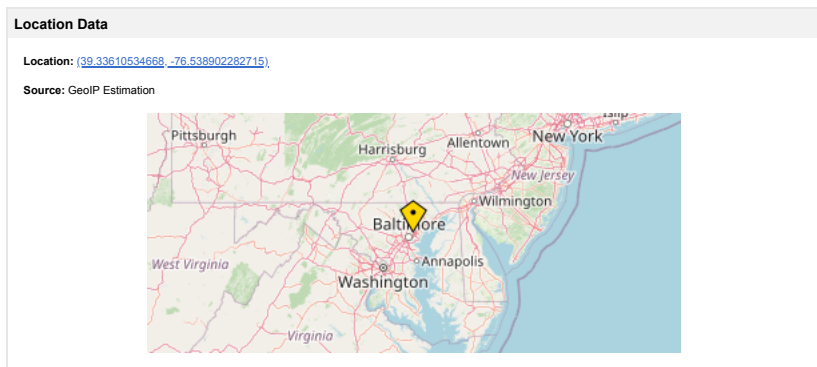 Location Data
Location: (39.33610534668, -76.538902282715)
Source: GeoIP Estimation
Islip
Pittsburgh
New York
Allentown
Harrisburg
New Jersey
Wilmington
Baltimore
West Virginia
Annapolis
Washington
Virginia